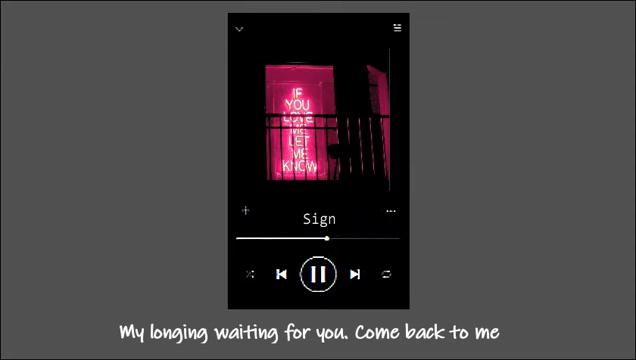 IF
YOU
LOVE
ME
LET
ME
KNOW
Sign
My longing waiting for you. Come back to me